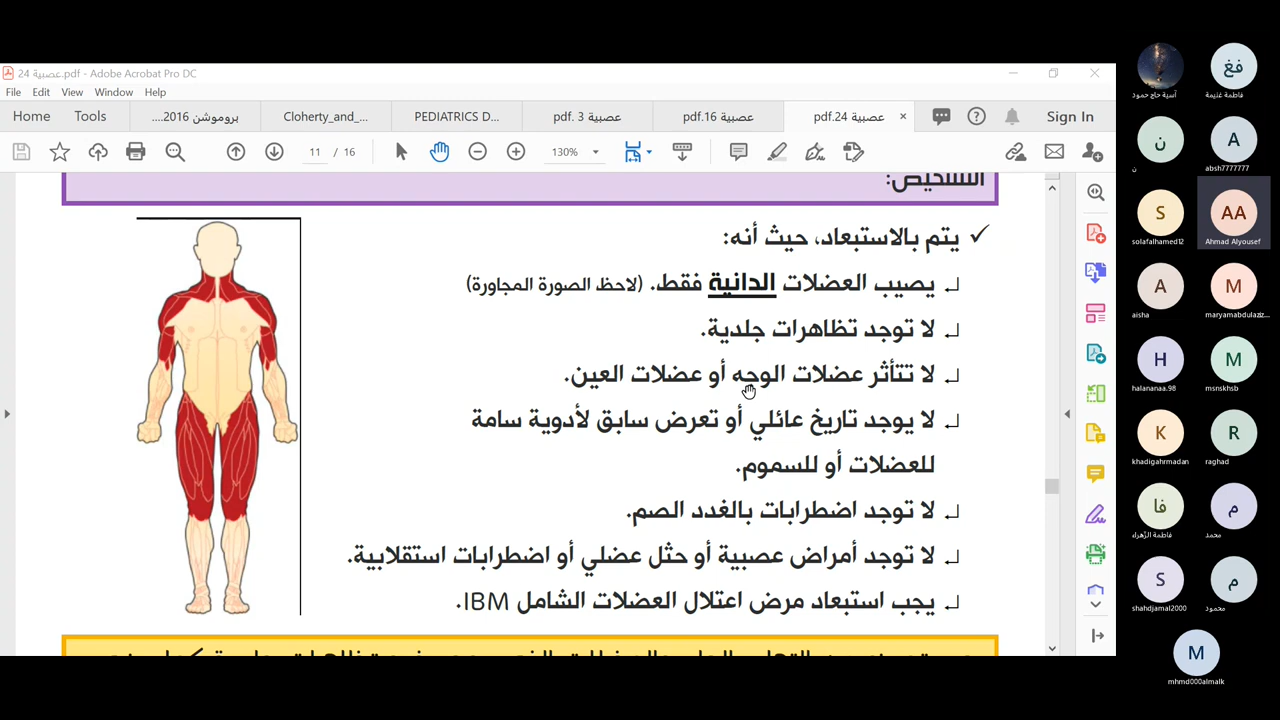 عصبية 24.pdf - Adobe Acrobat Pro DC
File Edit View Window Help
Home Tools بروموشن 2016.... Cloherty_and_... PEDIATRICS D... عصبية 3 .pdf عصبية 16.pdf عصبية 24.pdf × Sign In
11 / 16 130%
التشخيص:
✓ يتم بالاستبعاد، حيث أنه:
يصيب العضلات الدانية فقط. (لاحظ الصورة المجاورة)
لا توجد تظاهرات جلدية.
لا تتأثر عضلات الوجه أو عضلات العين.
لا يوجد تاريخ عائلي أو تعرض سابق لأدوية سامة
للعضلات أو للسموم.
لا توجد اضطرابات بالغدد الصم.
لا توجد أمراض عصبية أو حثل عضلي أو اضطرابات استقلابية.
يجب استبعاد مرض اعتلال العضلات الشامل IBM.
آسية حاج حمود
فغ
فاطمة غنيمة
ن
ن
A
absh7777777
S
solafalhamed12
AA
Ahmad Alyousef
A
aisha
M
maryamabdulaziz...
H
halananaa.98
M
msnskhsb
K
khadigahrmadan
R
raghad
فا
فاطمة الزهراء
م
محمد
S
shahdjamal2000
م
محمود
M
mhmd000almalk